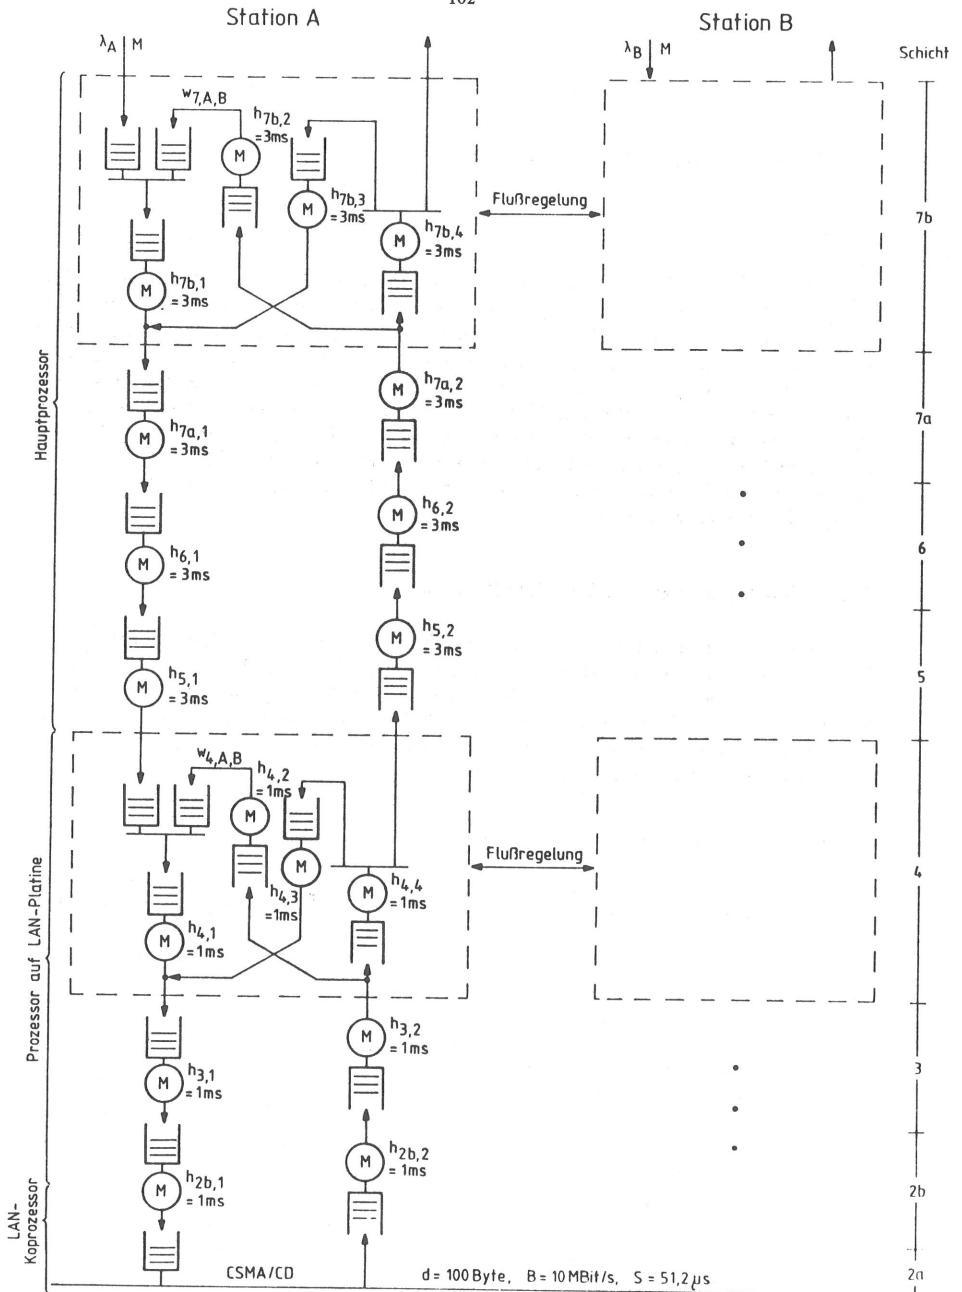 102
Station A
Station B
λA M
λB M
Schicht
w7,A,B
h7b,2 = 3ms
M
M
h7b,3 = 3ms
M
h7b,4 = 3ms
Flußregelung
7b
M
h7b,1 = 3ms
M
Hauptprozessor
h7a,2 = 3ms
M
h7a,1 = 3ms
M
7a
h6,2 = 3ms
M
h6,1 = 3ms
M
6
h5,2 = 3ms
M
h5,1 = 3ms
M
5
w4,A,B
h4,2 = 1ms
M
h4,3 = 1ms
M
h4,4 = 1ms
M
Flußregelung
4
h4,1 = 1ms
M
Prozessor auf LAN-Platine
h3,2 = 1ms
M
h3,1 = 1ms
M
3
h2b,2 = 1ms
M
h2b,1 = 1ms
M
2b
LAN-Koprozessor
CSMA/CD
d = 100 Byte, B = 10 MBit/s, S = 51,2 µs
2a